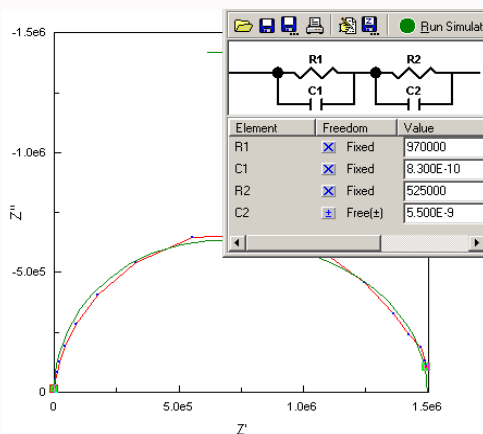 -1.5e6
-1.0e6
-5.0e5
0
Z''
0
5.0e5
1.0e6
1.5e6
Z'
Run Simulat
R1
R2
C1
C2
Element Freedom Value
R1 Fixed 970000
C1 Fixed 8.300E-10
R2 Fixed 525000
C2 ± Free(±) 5.500E-9